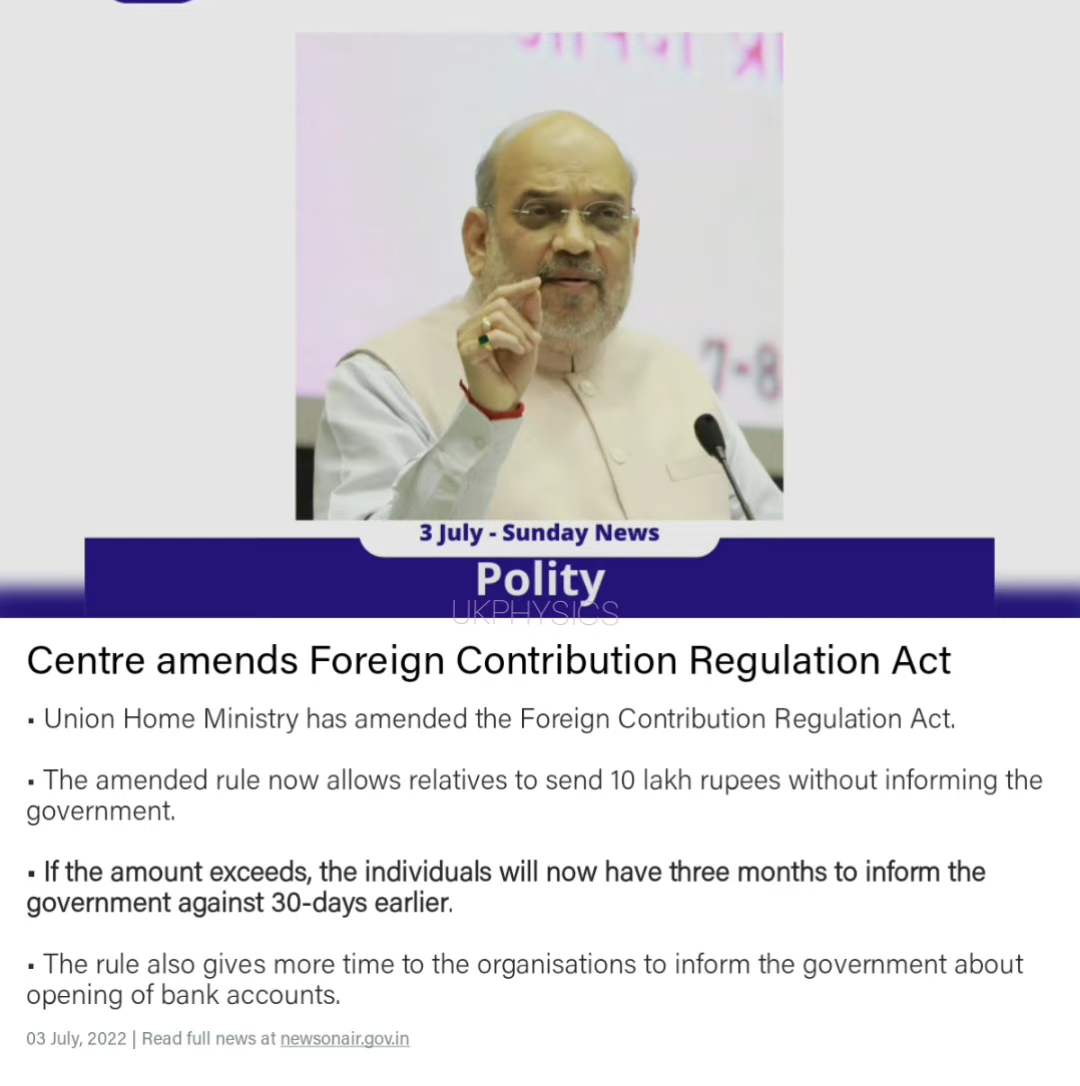 7-8
3 July - Sunday News
Polity
UKPHYSICS
Centre amends Foreign Contribution Regulation Act
▪ Union Home Ministry has amended the Foreign Contribution Regulation Act.
▪ The amended rule now allows relatives to send 10 lakh rupees without informing the
government.
▪ If the amount exceeds, the individuals will now have three months to inform the
government against 30-days earlier.
▪ The rule also gives more time to the organisations to inform the government about
opening of bank accounts.
03 July, 2022 | Read full news at newsonair.gov.in